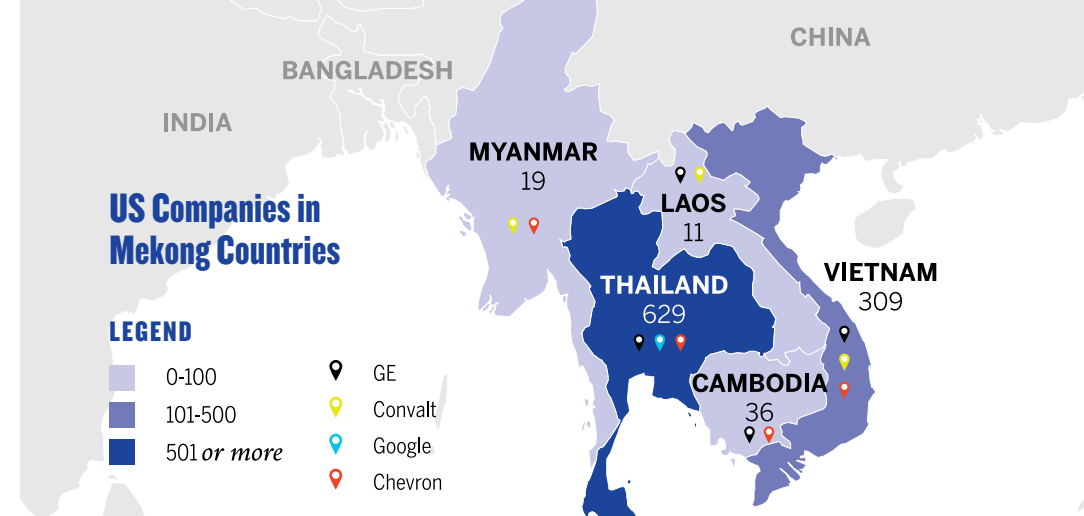 CHINA
BANGLADESH
INDIA
MYANMAR
19
US Companies in
Mekong Countries
LAOS
11
VIETNAM
309
THAILAND
629
LEGEND
0-100
101-500
501 or more
GE
Convalt
Google
Chevron
CAMBODIA
36